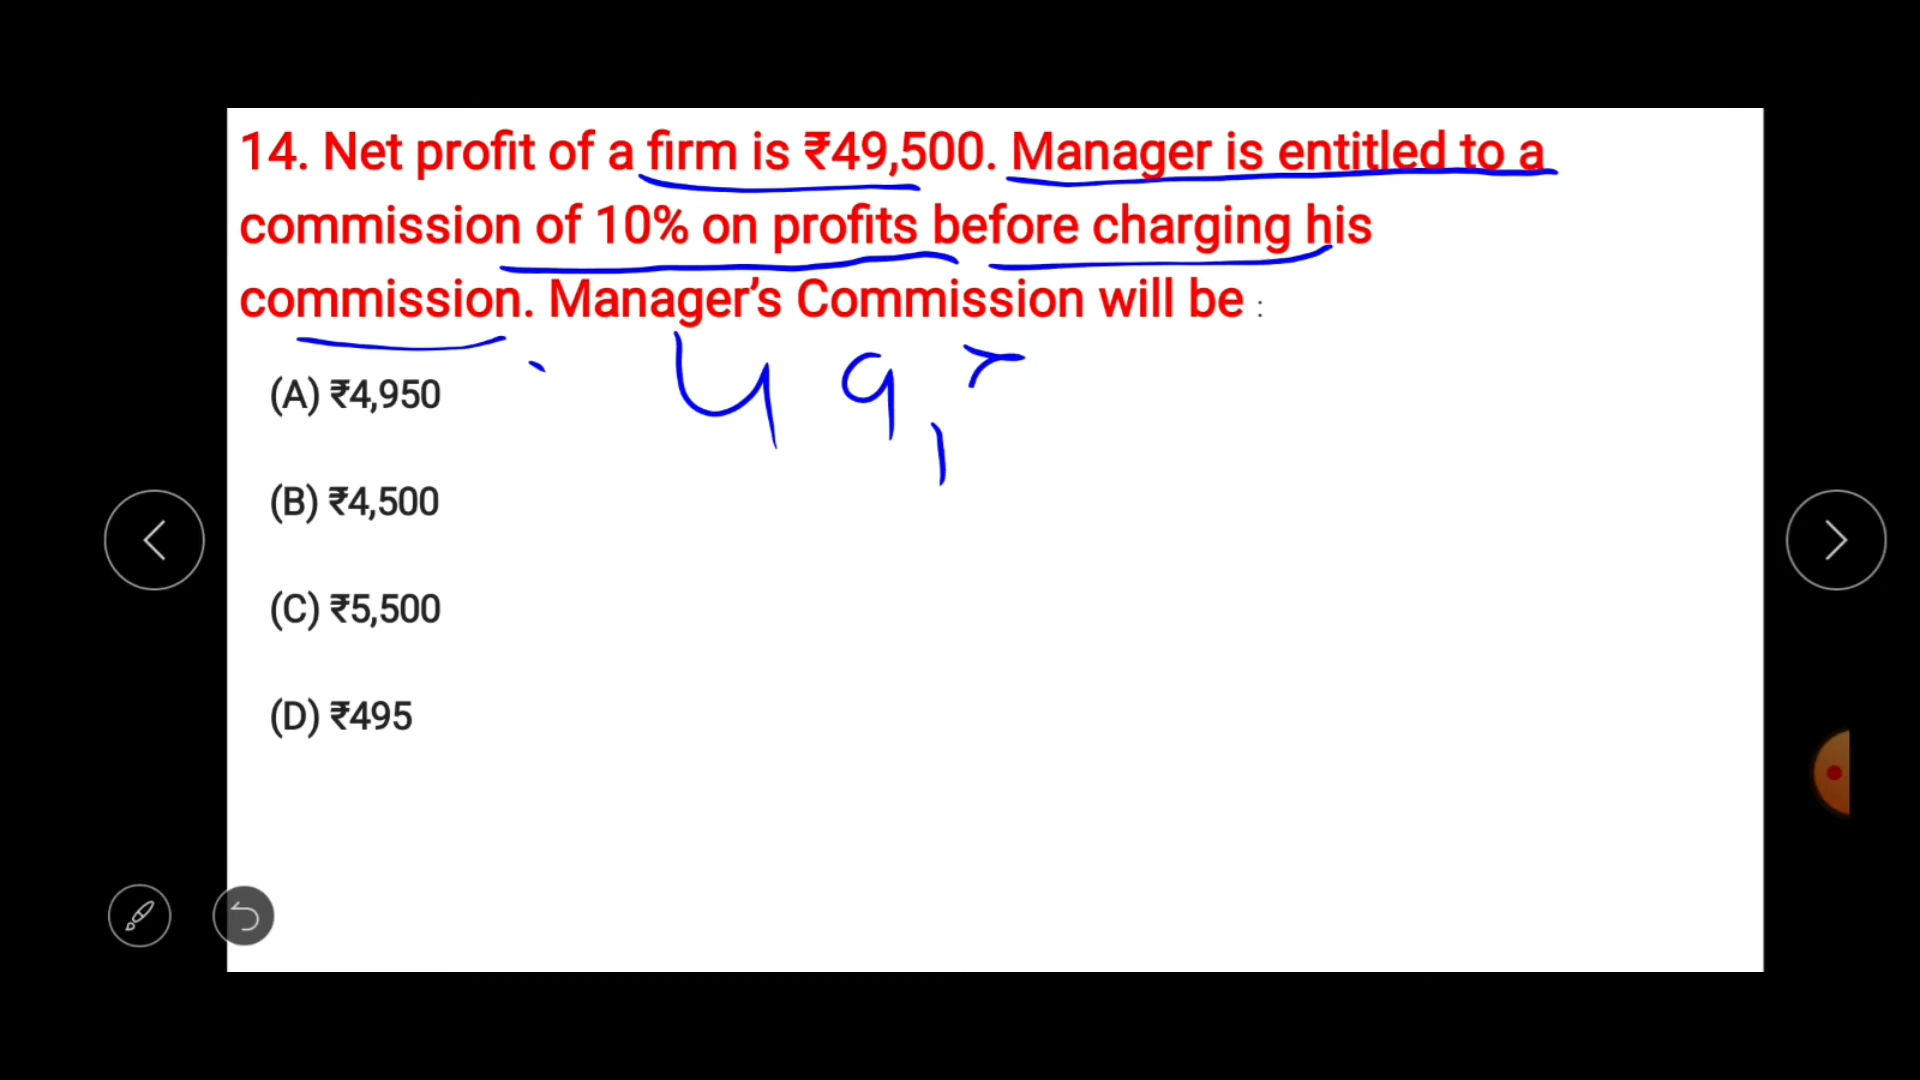 14. Net profit of a firm is ₹49,500. Manager is entitled to a
commission of 10% on profits before charging his
commission. Manager’s Commission will be :
49,
(A) ₹4,950
(B) ₹4,500
(C) ₹5,500
(D) ₹495